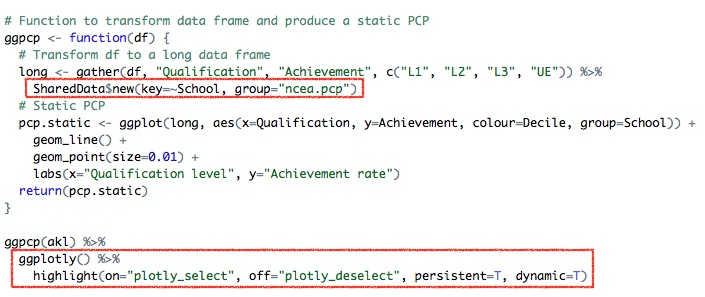 # Function to transform data frame and produce a static PCP
ggpcp <- function(df) {
  # Transform df to a long data frame
  long <- gather(df, "Qualification", "Achievement", c("L1", "L2", "L3", "UE")) %>%
    SharedData$new(key=~School, group="ncea.pcp")
  # Static PCP
  pcp.static <- ggplot(long, aes(x=Qualification, y=Achievement, colour=Decile, group=School)) +
    geom_line() +
    geom_point(size=0.01) +
    labs(x="Qualification level", y="Achievement rate")
  return(pcp.static)
}
ggpcp(akl) %>%
  ggplotly() %>%
    highlight(on="plotly_select", off="plotly_deselect", persistent=T, dynamic=T)